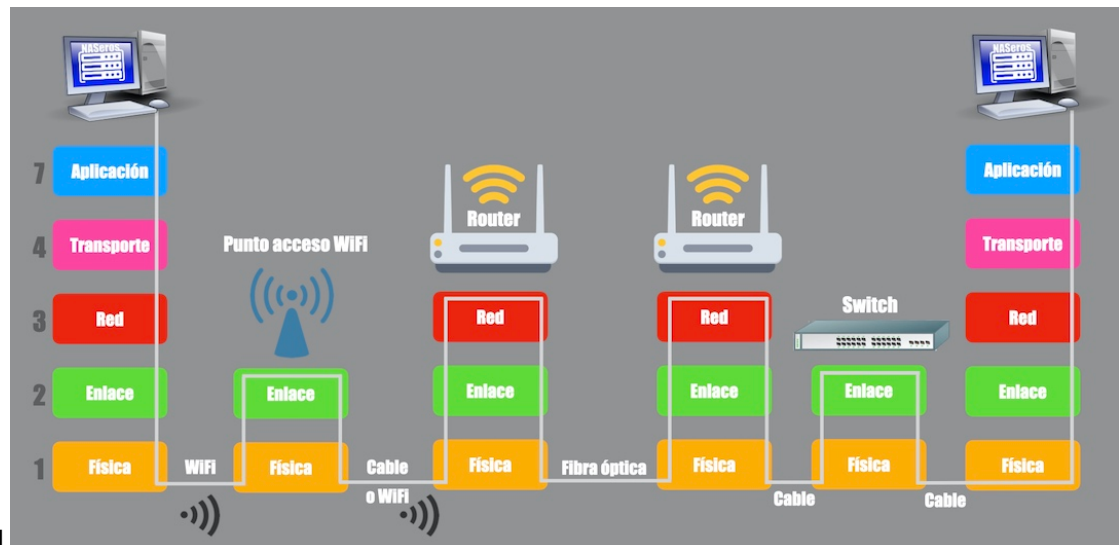 NASeros
NASeros
7
Aplicación
Aplicación
Router
Router
4
Transporte
Punto acceso WiFi
Transporte
3
Red
Red
Red
Switch
Red
2
Enlace
Enlace
Enlace
Enlace
Enlace
Enlace
1
Física
WiFi
Física
Cable
o WiFi
Física
Fibra óptica
Física
Cable
Física
Cable
Física